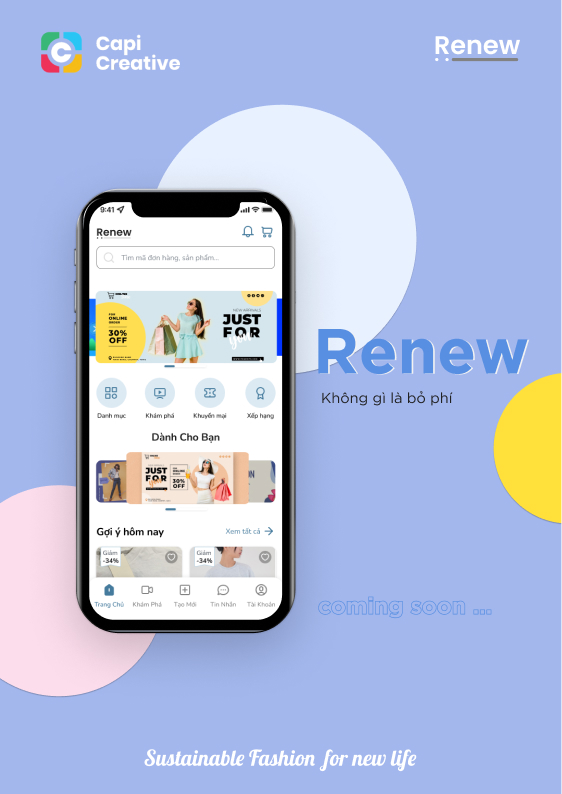 Capi
Creative
Renew
9:41
Renew
Tìm mã đơn hàng, sản phẩm...
FOR
ONLINE
ORDER
30%
OFF
NEW ARRIVALS
JUST
FOR
you
Danh mục
Khám phá
Khuyến mại
Xếp hạng
Dành Cho Bạn
JUST
FOR
30%
OFF
Gợi ý hôm nay
Xem tất cả
Giảm
-34%
Giảm
-34%
Trang Chủ
Khám Phá
Tạo Mới
Tin Nhắn
Tài Khoản
Renew
Không gì là bỏ phí
coming soon ...
Sustainable Fashion for new life